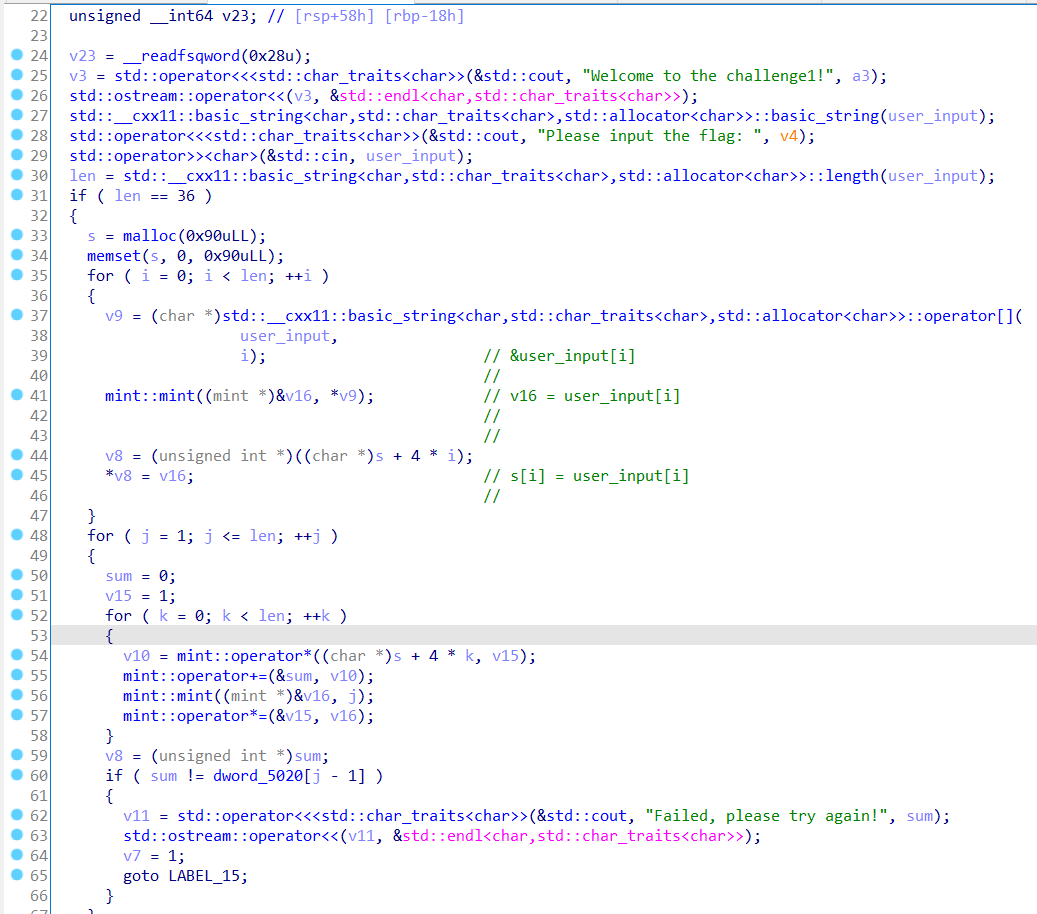 22 unsigned __int64 v23; // [rsp+58h] [rbp-18h]
23
24 v23 = __readfsqword(0x28u);
25 v3 = std::operator<<<std::char_traits<char>>(&std::cout, "Welcome to the challenge1!", a3);
26 std::ostream::operator<<(v3, &std::endl<char,std::char_traits<char>>);
27 std::__cxx11::basic_string<char,std::char_traits<char>,std::allocator<char>>::basic_string(user_input);
28 std::operator<<<std::char_traits<char>>(&std::cout, "Please input the flag: ", v4);
29 std::operator>><char>(&std::cin, user_input);
30 len = std::__cxx11::basic_string<char,std::char_traits<char>,std::allocator<char>>::length(user_input);
31 if ( len == 36 )
32 {
33 s = malloc(0x90uLL);
34 memset(s, 0, 0x90uLL);
35 for ( i = 0; i < len; ++i )
36 {
37 v9 = (char *)std::__cxx11::basic_string<char,std::char_traits<char>,std::allocator<char>>::operator[](
38 user_input,
39 i); // &user_input[i]
40 //
41 mint::mint((mint *)&v16, *v9); // v16 = user_input[i]
42 //
43 //
44 v8 = (unsigned int *)((char *)s + 4 * i);
45 *v8 = v16; // s[i] = user_input[i]
46 //
47 }
48 for ( j = 1; j <= len; ++j )
49 {
50 sum = 0;
51 v15 = 1;
52 for ( k = 0; k < len; ++k )
53 {
54 v10 = mint::operator*((char *)s + 4 * k, v15);
55 mint::operator+=(&sum, v10);
56 mint::mint((mint *)&v16, j);
57 mint::operator*=(&v15, v16);
58 }
59 v8 = (unsigned int *)sum;
60 if ( sum != dword_5020[j - 1] )
61 {
62 v11 = std::operator<<<std::char_traits<char>>(&std::cout, "Failed, please try again!", sum);
63 std::ostream::operator<<(v11, &std::endl<char,std::char_traits<char>>);
64 v7 = 1;
65 goto LABEL_15;
66 }
67 }